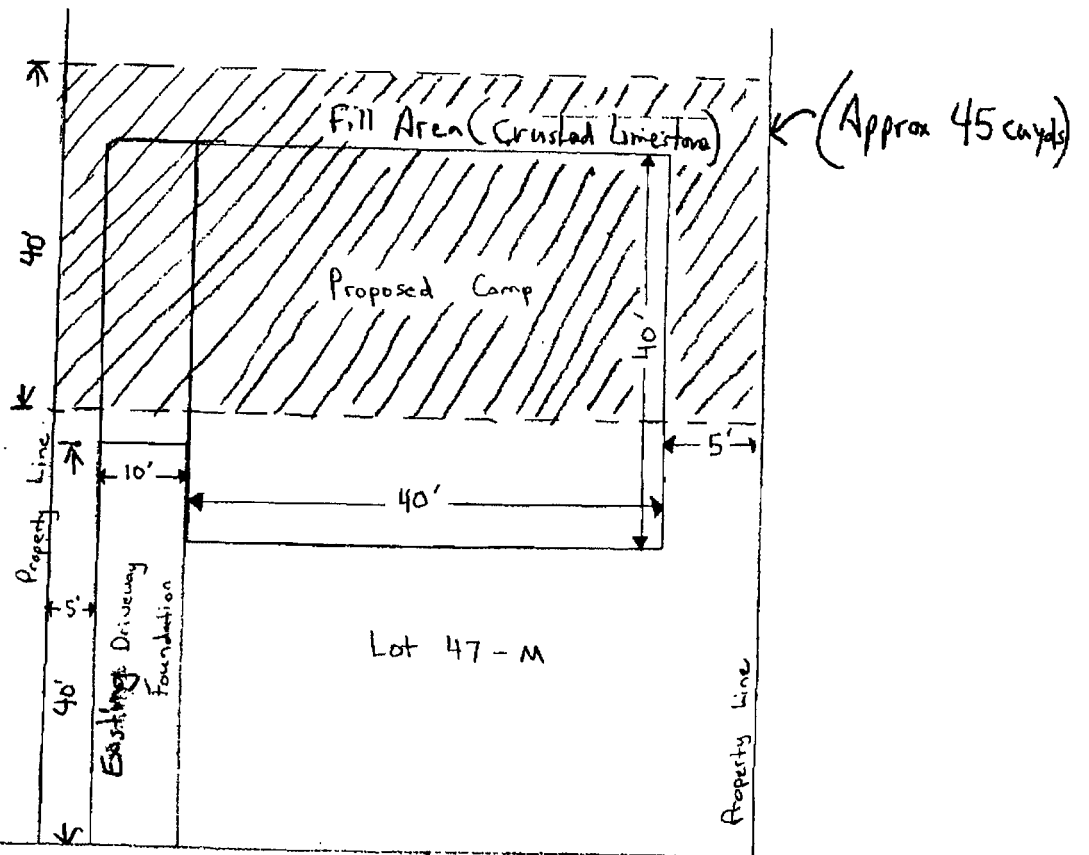 Fill Area (Crushed Limestone)
(Approx 45 cuyds)
40'
Proposed Camp
40'
5'
10'
40'
Property Line
5'
Existing Driveway
Foundation
Lot 47-M
40'
Property Line